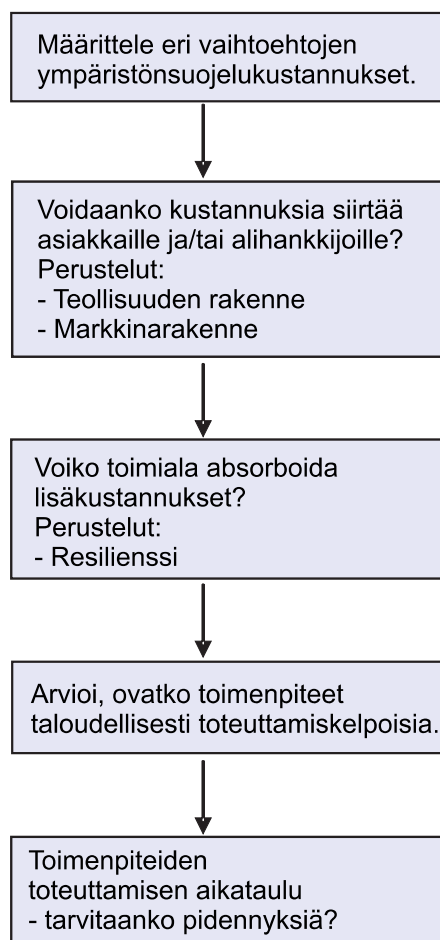 Määrittele eri vaihtoehtojen
ympäristönsuojelukustannukset.
Voidaanko kustannuksia siirtää
asiakkaille ja/tai alihankkijoille?
Perustelut:
- Teollisuuden rakenne
- Markkinarakenne
Voiko toimiala absorboida
lisäkustannukset?
Perustelut:
- Resilienssi
Arvioi, ovatko toimenpiteet
taloudellisesti toteuttamiskelpoisia.
Toimenpiteiden
toteuttamisen aikataulu
- tarvitaanko pidennyksiä?